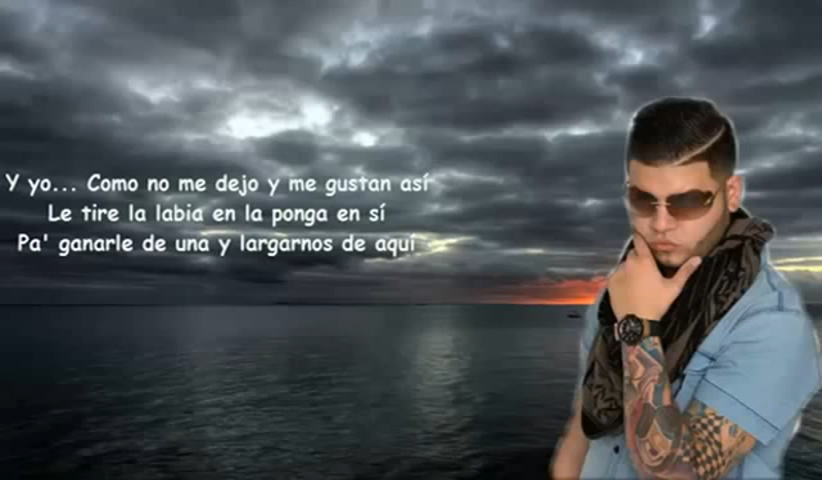 Y yo... Como no me dejo y me gustan así
Le tire la labia en la ponga en sí
Pa' ganarle de una y largarnos de aquí